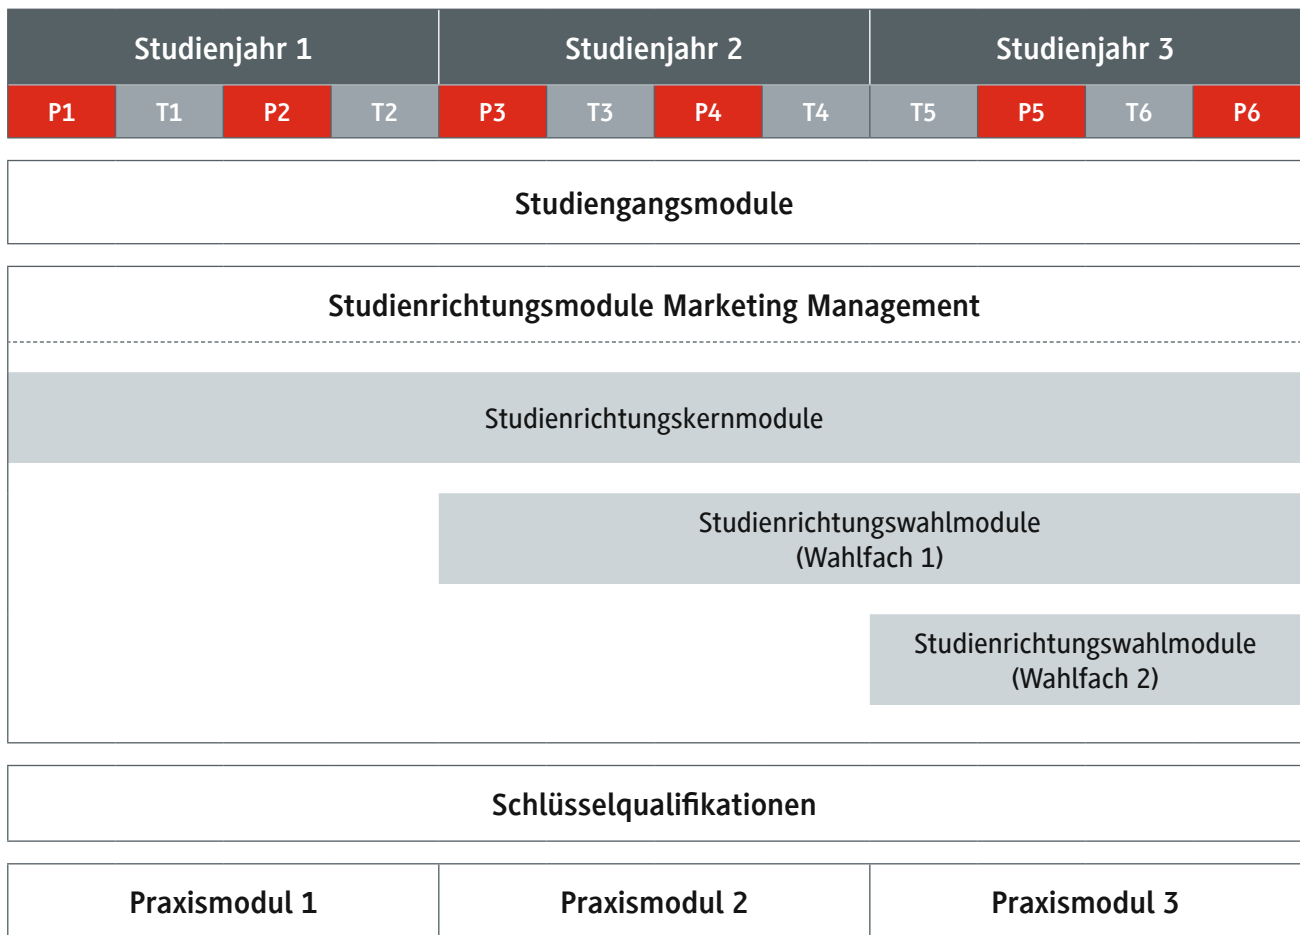 Studienjahr 1 Studienjahr 2 Studienjahr 3
P1 T1 P2 T2 P3 T3 P4 T4 T5 P5 T6 P6
Studiengangsmodule
Studienrichtungsmodule Marketing Management
Studienrichtungskernmodule
Studienrichtungswahlmodule
(Wahlfach 1)
Studienrichtungswahlmodule
(Wahlfach 2)
Schlüsselqualifikationen
Praxismodul 1 Praxismodul 2 Praxismodul 3